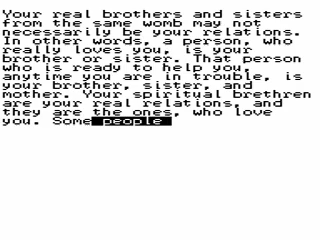 Your real brothers and sisters
from the same womb may not
necessarily be your relations.
In other words, a person, who
really loves you, is your
brother or sister. That person
who is ready to help you,
anytime you are in trouble, is
your brother, sister, and
mother. Your spiritual brethren
are your real relations, and
they are the ones, who love
you. Some people